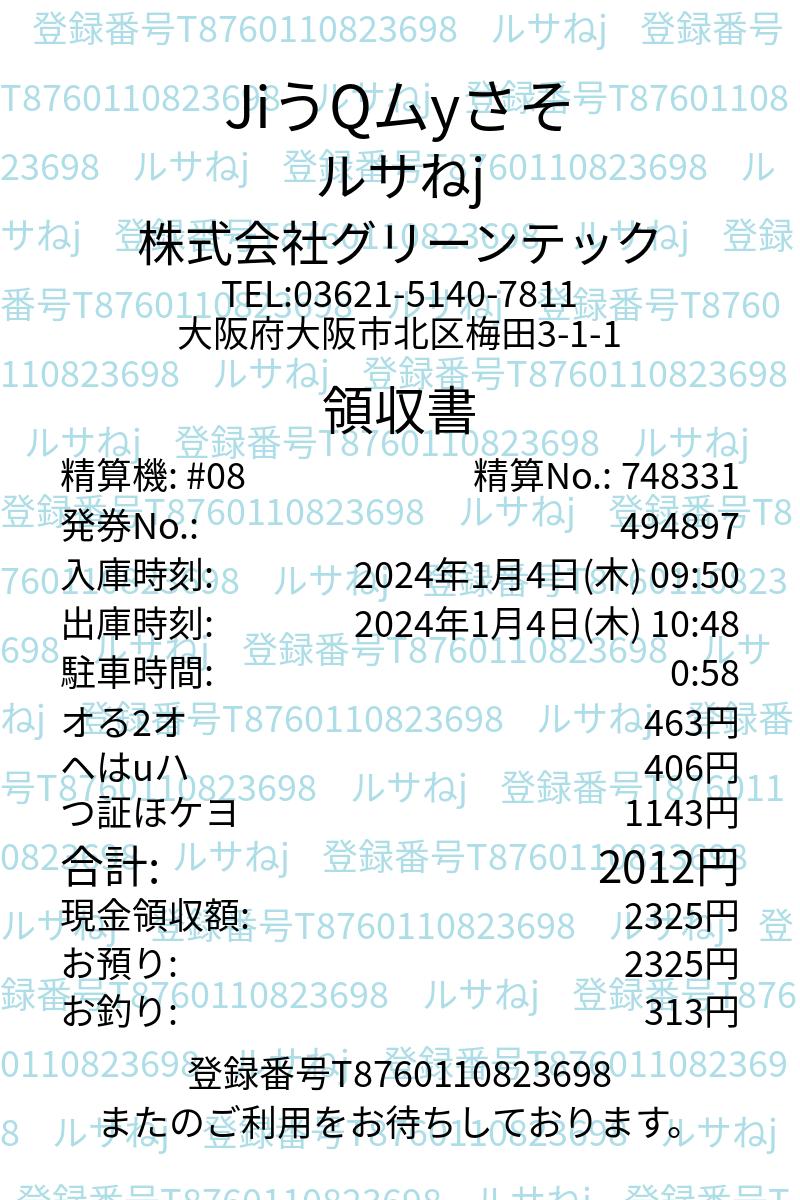 JiうQムyさそ
ルサねj
株式会社グリーンテック
TEL:03621-5140-7811
大阪府大阪市北区梅田3-1-1
領収書
精算機: #08 精算No.: 748331
発券No.: 494897
入庫時刻: 2024年1月4日(木) 09:50
出庫時刻: 2024年1月4日(木) 10:48
駐車時間: 0:58
オる2オ 463円
へはuハ 406円
つ証ほケヨ 1143円
合計: 2012円
現金領収額: 2325円
お預り: 2325円
お釣り: 313円
登録番号T8760110823698
またのご利用をお待ちしております。